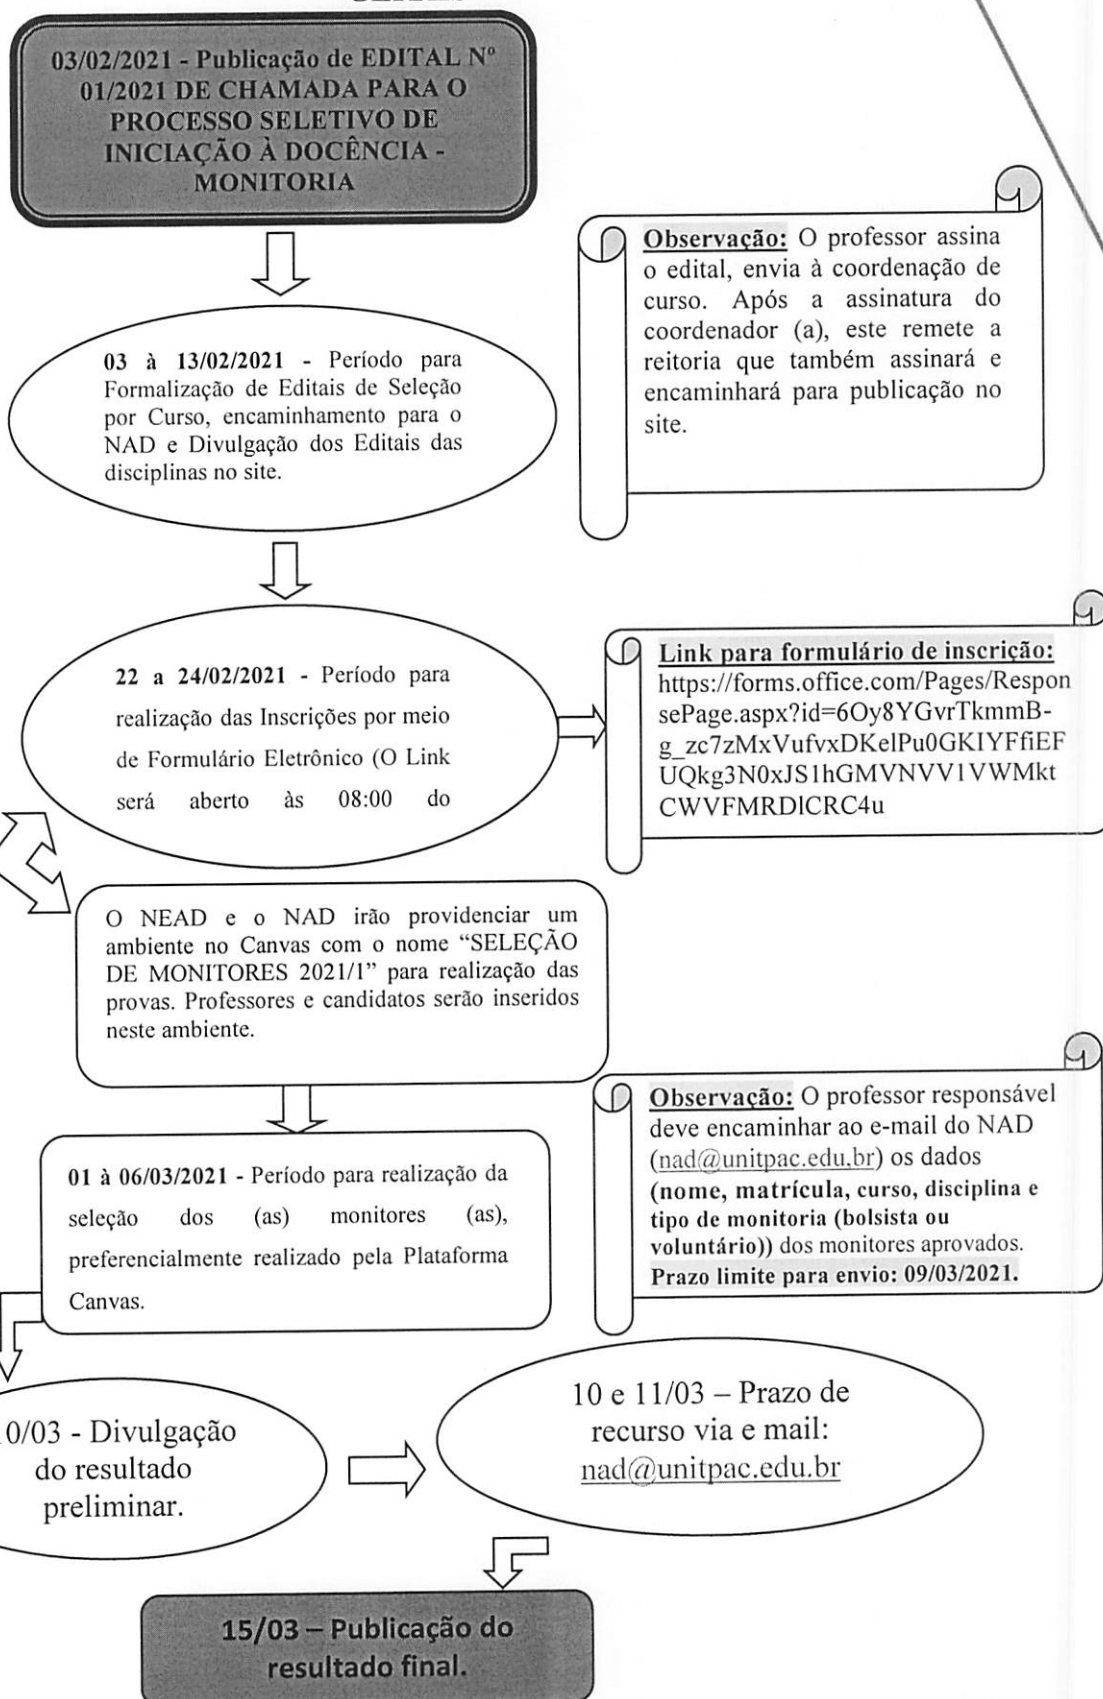 03/02/2021 - Publicação de EDITAL Nº
01/2021 DE CHAMADA PARA O
PROCESSO SELETIVO DE
INICIAÇÃO À DOCÊNCIA -
MONITORIA
Observação: O professor assina
o edital, envia à coordenação de
curso. Após a assinatura do
coordenador (a), este remete a
reitoria que também assinará e
encaminhará para publicação no
site.
03 à 13/02/2021 - Período para
Formalização de Editais de Seleção
por Curso, encaminhamento para o
NAD e Divulgação dos Editais das
disciplinas no site.
22 a 24/02/2021 - Período para
realização das Inscrições por meio
de Formulário Eletrônico (O Link
será aberto às 08:00 do
Link para formulário de inscrição:
https://forms.office.com/Pages/Respon
sePage.aspx?id=6Oy8YGvrTkmmB-
g_zc7zMxVufvxDKelPu0GKIYFfiEF
UQkg3N0xJS1hGMVNVV1VWMkt
CWVFMRDlCRC4u
O NEAD e o NAD irão providenciar um
ambiente no Canvas com o nome “SELEÇÃO
DE MONITORES 2021/1” para realização das
provas. Professores e candidatos serão inseridos
neste ambiente.
Observação: O professor responsável
deve encaminhar ao e-mail do NAD
(nad@unitpac.edu.br) os dados
(nome, matrícula, curso, disciplina e
tipo de monitoria (bolsista ou
voluntário)) dos monitores aprovados.
Prazo limite para envio: 09/03/2021.
01 à 06/03/2021 - Período para realização da
seleção dos (as) monitores (as),
preferencialmente realizado pela Plataforma
Canvas.
0/03 - Divulgação
do resultado
preliminar.
10 e 11/03 – Prazo de
recurso via e mail:
nad@unitpac.edu.br
15/03 – Publicação do
resultado final.